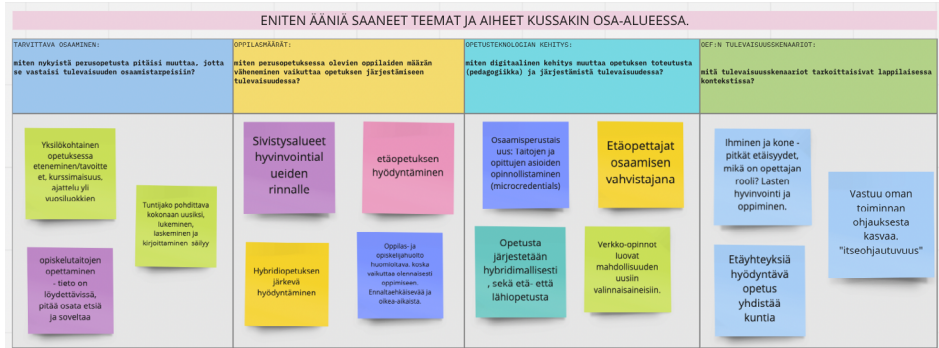 ENITEN ÄÄNIÄ SAANEET TEEMAT JA AIHEET KUSSAKIN OSA-ALUEESSA.
TARVITTAVA OSAAMINEN:
miten nykyistä perusopetusta pitäisi muuttaa, jotta
se vastaisi tulevaisuuden osaamistarpeisiin?
Yksilökohtainen
opetuksessa
eteneminen/tavoitte
et, kurssimaisuus,
ajattelu yli
vuosiluokkien
Tuntijako pohdittava
kokonaan uusiksi,
lukeminen,
laskeminen ja
kirjoittaminen säilyy
opiskelutaitojen
opettaminen
- tieto on
löydettävissä,
pitää osata etsiä
ja soveltaa
OPPILASMÄÄRÄT:
miten perusopetuksessa olevien oppilaiden määrän
väheneminen vaikuttaa opetuksen järjestämiseen
tulevaisuudessa?
Sivistysalueet
hyvinvointial
ueiden
rinnalle
etäopetuksen
hyödyntäminen
Hybridiopetuksen
järkevä
hyödyntäminen
Oppilas- ja
opiskelijahuolto
huomioitava, koska
vaikuttaa olennaisesti
oppimiseen.
Ennaltaehkäisevää ja
oikea-aikaista.
OPETUSTEKNOLOGIAN KEHITYS:
miten digitaalinen kehitys muuttaa opetuksen toteutusta
(pedagogiikka) ja järjestämistä tulevaisuudessa?
Osaamisperustais
uus: Taitojen ja
opittujen asioiden
opinnollistaminen
(microcredentials)
Etäopettajat
osaamisen
vahvistajana
Opetusta
järjestetään
hybridimallisesti
, sekä etä- että
lähiopetusta
Verkko-opinnot
luovat
mahdollisuuden
uusiin
valinnaisaineisiin.
OEF:N TULEVAISUUSSKENAARIOT:
mitä tulevaisuusskenaariot tarkoittaisivat lappilaisessa
kontekstissa?
Ihminen ja kone -
pitkät etäisyydet,
mikä on opettajan
rooli? Lasten
hyvinvointi ja
oppiminen.
Vastuu oman
toiminnan
ohjauksesta
kasvaa.
"itseohjautuvuus"
Etäyhteyksiä
hyödyntävä
opetus
yhdistää
kuntia